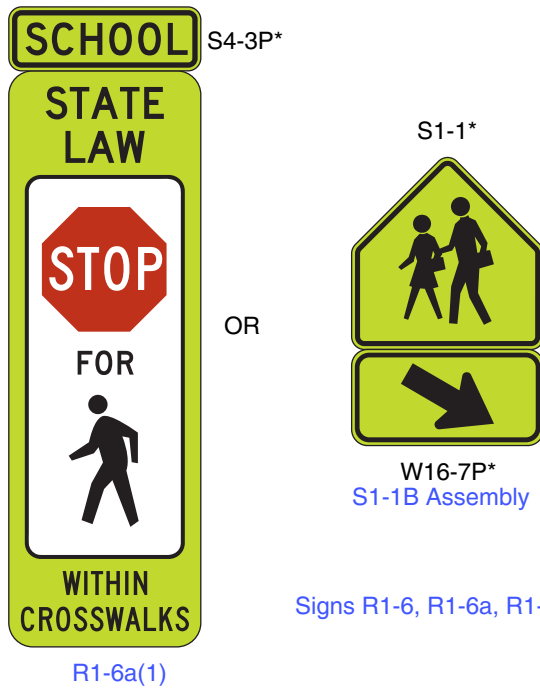 SCHOOL
S4-3P*
STATE
LAW
STOP
FOR
WITHIN
CROSSWALKS
R1-6a(1)
OR
S1-1*
W16-7P*
S1-1B Assembly
Signs R1-6, R1-6a, R1-